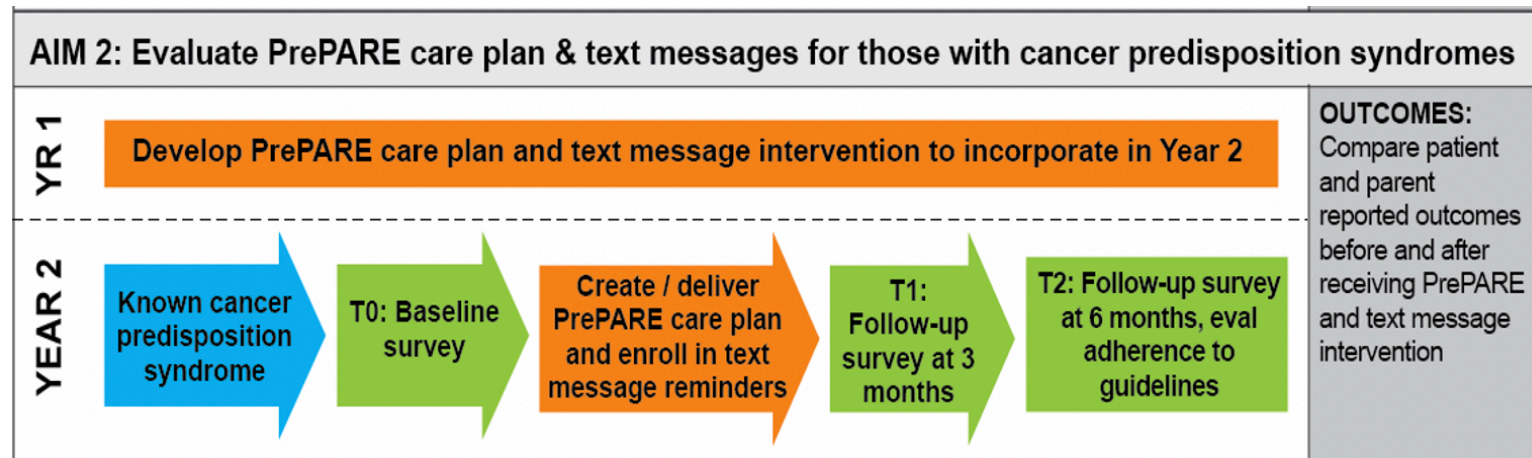 AIM 2: Evaluate PrePARE care plan & text messages for those with cancer predisposition syndromes
YR 1
Develop PrePARE care plan and text message intervention to incorporate in Year 2
YEAR 2
Known cancer
predisposition
syndrome
T0: Baseline
survey
Create / deliver
PrePARE care plan
and enroll in text
message reminders
T1:
Follow-up
survey at 3
months
T2: Follow-up survey
at 6 months, eval
adherence to
guidelines
OUTCOMES:
Compare patient
and parent
reported outcomes
before and after
receiving PrePARE
and text message
intervention